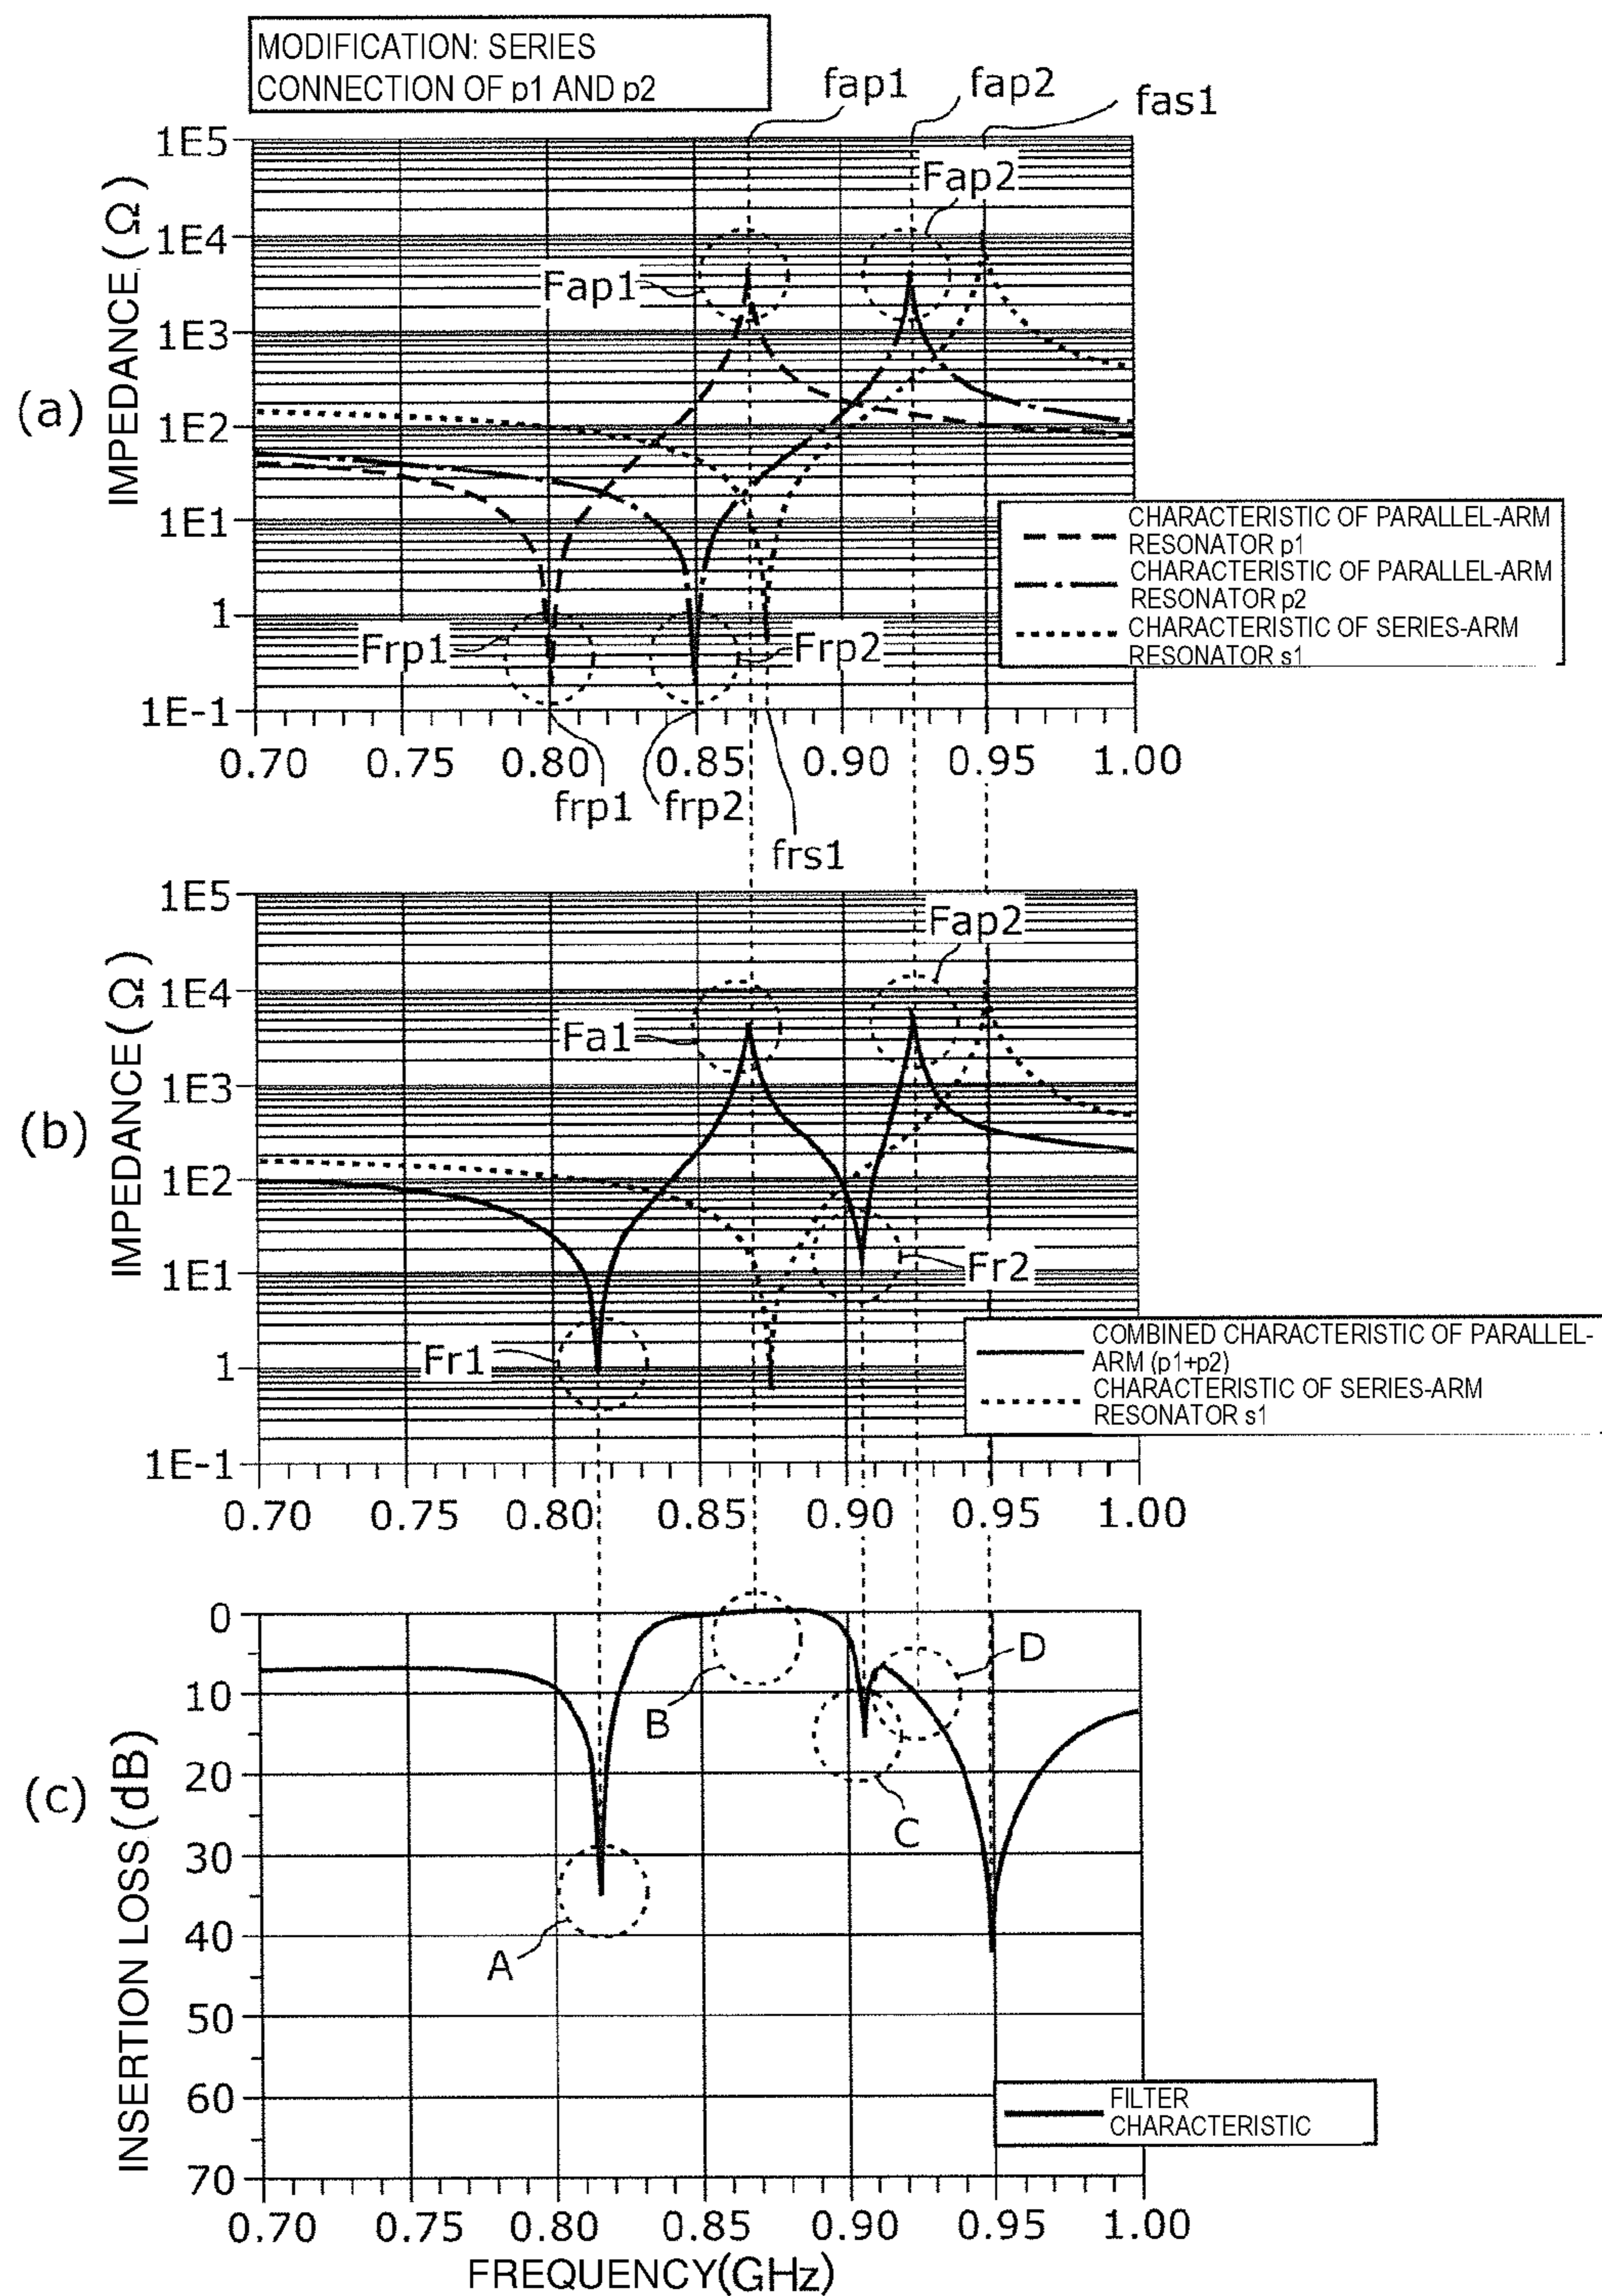 MODIFICATION: SERIES
CONNECTION OF p1 AND p2
fap1
fap2
fas1
(a)
IMPEDANCE (Ω)
1E5
1E4
1E3
1E2
1E1
1
1E-1
Fap2
Fap1
Frp1
Frp2
CHARACTERISTIC OF PARALLEL-ARM
RESONATOR p1
CHARACTERISTIC OF PARALLEL-ARM
RESONATOR p2
CHARACTERISTIC OF SERIES-ARM
RESONATOR s1
0.70 0.75 0.80 0.85 0.90 0.95 1.00
frp1
frp2
frs1
(b)
IMPEDANCE (Ω)
1E5
1E4
1E3
1E2
1E1
1
1E-1
Fap2
Fa1
Fr2
Fr1
COMBINED CHARACTERISTIC OF PARALLEL-
ARM (p1+p2)
CHARACTERISTIC OF SERIES-ARM
RESONATOR s1
0.70 0.75 0.80 0.85 0.90 0.95 1.00
(c)
INSERTION LOSS (dB)
0
10
20
30
40
50
60
70
D
B
C
A
FILTER
CHARACTERISTIC
0.70 0.75 0.80 0.85 0.90 0.95 1.00
FREQUENCY(GHz)